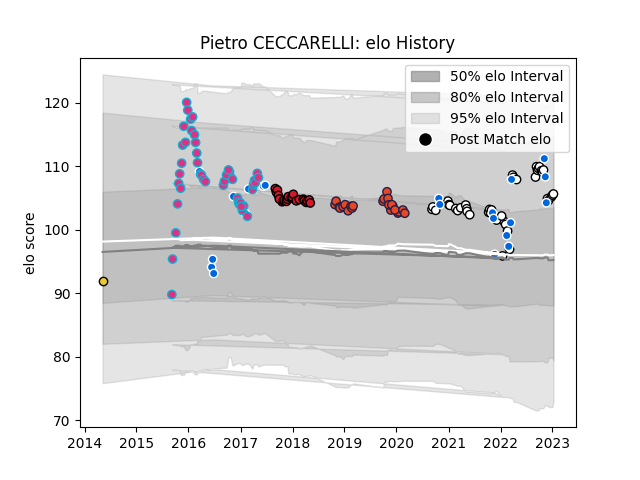 Pietro CECCARELLI: elo History
50% elo Interval
80% elo Interval
95% elo Interval
Post Match elo
elo score
120
110
100
90
80
70
2014
2015
2016
2017
2018
2019
2020
2021
2022
2023